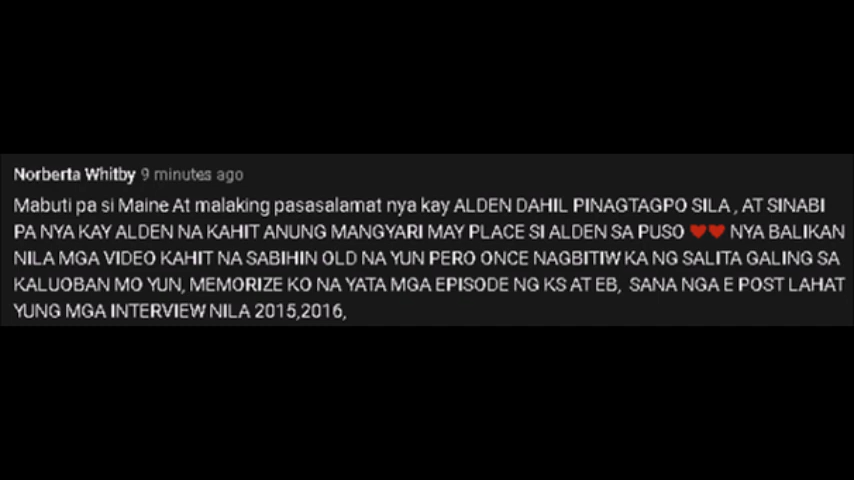 Norberta Whitby 9 minutes ago
Mabuti pa si Maine At malaking pasasalamat nya kay ALDEN DAHIL PINAGTAGPO SILA , AT SINABI
PA NYA KAY ALDEN NA KAHIT ANUNG MANGYARI MAY PLACE SI ALDEN SA PUSO ❤❤ NYA BALIKAN
NILA MGA VIDEO KAHIT NA SABIHIN OLD NA YUN PERO ONCE NAGBITIW KA NG SALITA GALING SA
KALUOBAN MO YUN, MEMORIZE KO NA YATA MGA EPISODE NG KS AT EB, SANA NGA E POST LAHAT
YUNG MGA INTERVIEW NILA 2015,2016,